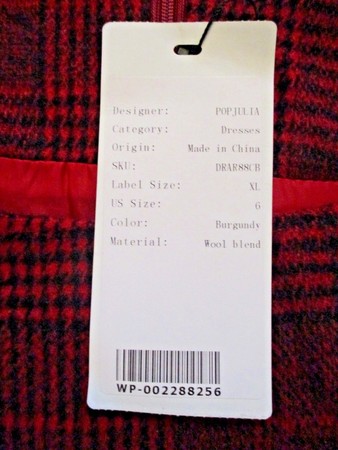 Designer: POPJULIA
Category: Dresses
Origin: Made in China
SKU: DRAR88CB
Label Size: XL
US Size: 6
Color: Burgundy
Material: Wool blend
WP-002288256